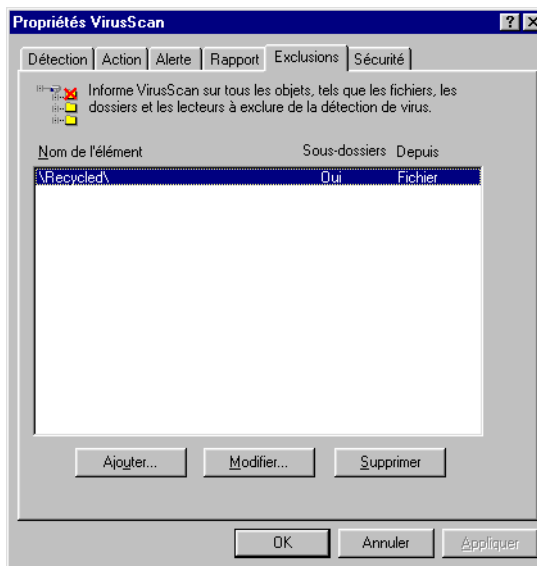 Propriétés VirusScan
Détection Action Alerte Rapport Exclusions Sécurité
Informe VirusScan sur tous les objets, tels que les fichiers, les
dossiers et les lecteurs à exclure de la détection de virus.
Nom de l'élément Sous-dossiers Depuis
\Recycled\ Oui Fichier
Ajouter... Modifier... Supprimer
OK Annuler Appliquer